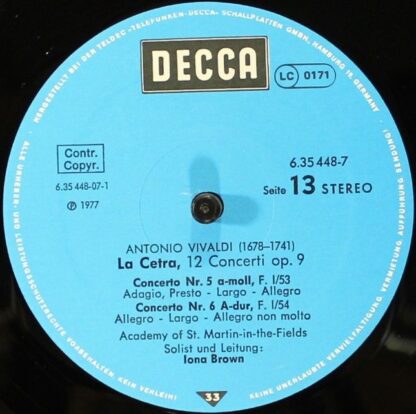 HERGESTELLT BEI DER TELDEC »TELEFUNKEN-DECCA« SCHALLPLATTEN GMBH, HAMBURG 19, GERMANY
DECCA
LC 0171
Contr.
Copyr.
6.35 448-07-1
Ⓟ 1977
6.35 448-7
Seite 13 STEREO
ANTONIO VIVALDI (1678–1741)
La Cetra, 12 Concerti op. 9
Concerto Nr. 5 a-moll, F. I/53
Adagio, Presto - Largo - Allegro
Concerto Nr. 6 A-dur, F. I/54
Allegro - Largo - Allegro non molto
Academy of St. Martin-in-the-Fields
Solist und Leitung:
Iona Brown
ALLE URHEBER- UND LEISTUNGSSCHUTZRECHTE VORBEHALTEN. KEIN VERLEIH!
33
KEINE UNERLAUBTE VERVIELFÄLTIGUNG, VERMIETUNG, AUFFÜHRUNG, SENDUNG!